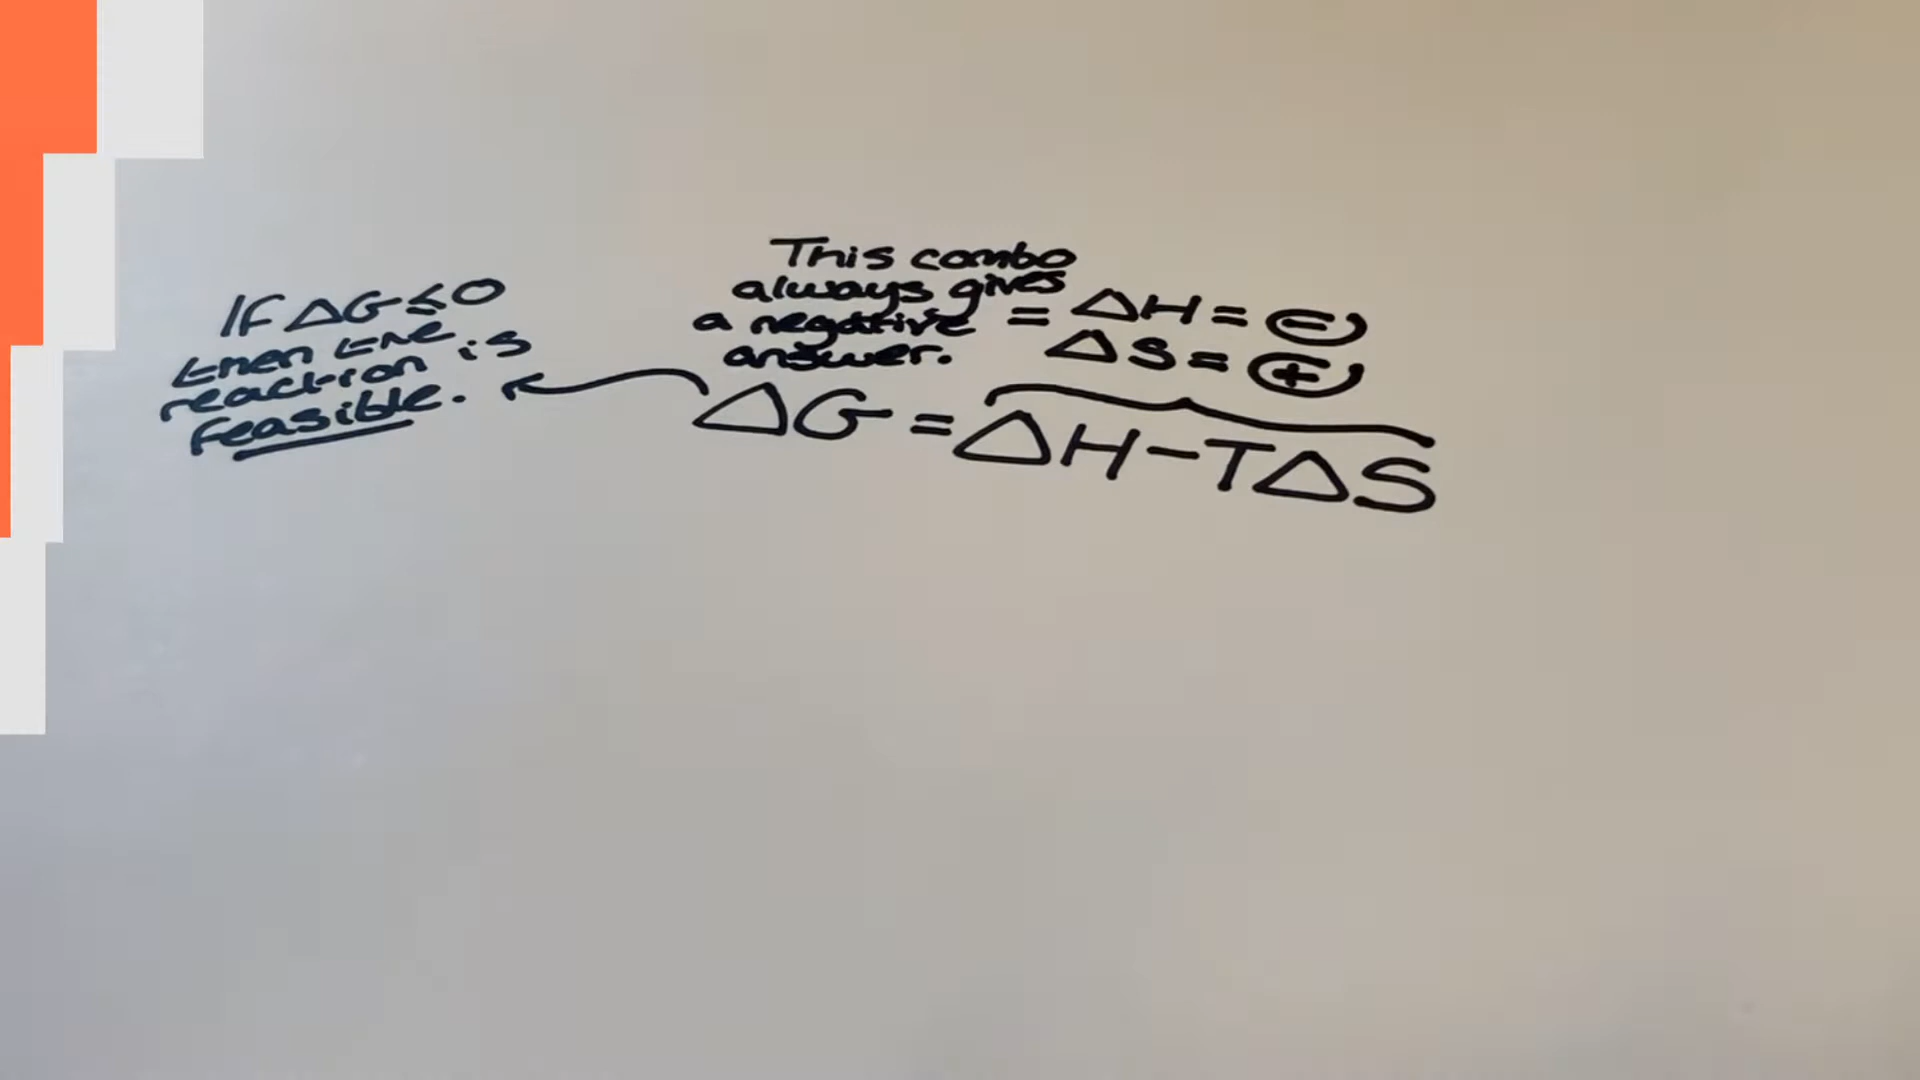 If ΔG ≤ 0
then the
reaction is
feasible.
This combo
always gives
a negative
answer.
= ΔH = ⊖
ΔS = ⊕
ΔG = ΔH - TΔS